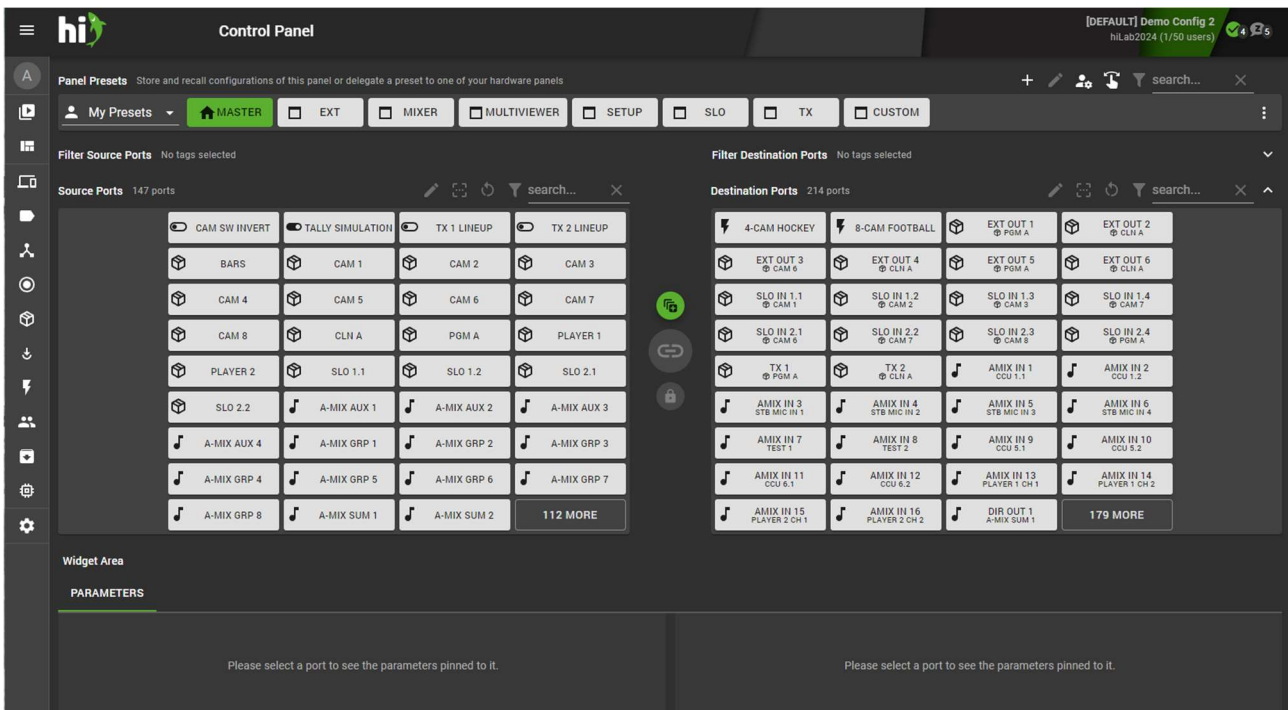 hi
Control Panel
[DEFAULT] Demo Config 2
hiLab2024 (1/50 users)
4
5
A
Panel Presets Store and recall configurations of this panel or delegate a preset to one of your hardware panels
search...
My Presets
MASTER
EXT
MIXER
MULTIVIEWER
SETUP
SLO
TX
CUSTOM
Filter Source Ports No tags selected
Filter Destination Ports No tags selected
Source Ports 147 ports
search...
CAM SW INVERT
TALLY SIMULATION
TX 1 LINEUP
TX 2 LINEUP
BARS
CAM 1
CAM 2
CAM 3
CAM 4
CAM 5
CAM 6
CAM 7
CAM 8
CLN A
PGM A
PLAYER 1
PLAYER 2
SLO 1.1
SLO 1.2
SLO 2.1
SLO 2.2
A-MIX AUX 1
A-MIX AUX 2
A-MIX AUX 3
A-MIX AUX 4
A-MIX GRP 1
A-MIX GRP 2
A-MIX GRP 3
A-MIX GRP 4
A-MIX GRP 5
A-MIX GRP 6
A-MIX GRP 7
A-MIX GRP 8
A-MIX SUM 1
A-MIX SUM 2
112 MORE
Destination Ports 214 ports
search...
4-CAM HOCKEY
8-CAM FOOTBALL
EXT OUT 1
PGM A
EXT OUT 2
CLN A
EXT OUT 3
CAM 6
EXT OUT 4
CLN A
EXT OUT 5
PGM A
EXT OUT 6
CLN A
SLO IN 1.1
CAM 1
SLO IN 1.2
CAM 2
SLO IN 1.3
CAM 3
SLO IN 1.4
CAM 7
SLO IN 2.1
CAM 6
SLO IN 2.2
CAM 7
SLO IN 2.3
CAM 8
SLO IN 2.4
PGM A
TX 1
PGM A
TX 2
CLN A
AMIX IN 1
CCU 1.1
AMIX IN 2
CCU 1.2
AMIX IN 3
STB MIC IN 1
AMIX IN 4
STB MIC IN 2
AMIX IN 5
STB MIC IN 3
AMIX IN 6
STB MIC IN 4
AMIX IN 7
TEST 1
AMIX IN 8
TEST 2
AMIX IN 9
CCU 5.1
AMIX IN 10
CCU 5.2
AMIX IN 11
CCU 6.1
AMIX IN 12
CCU 6.2
AMIX IN 13
PLAYER 1 CH 1
AMIX IN 14
PLAYER 1 CH 2
AMIX IN 15
PLAYER 2 CH 1
AMIX IN 16
PLAYER 2 CH 2
DIR OUT 1
A-MIX SUM 1
179 MORE
Widget Area
PARAMETERS
Please select a port to see the parameters pinned to it.
Please select a port to see the parameters pinned to it.